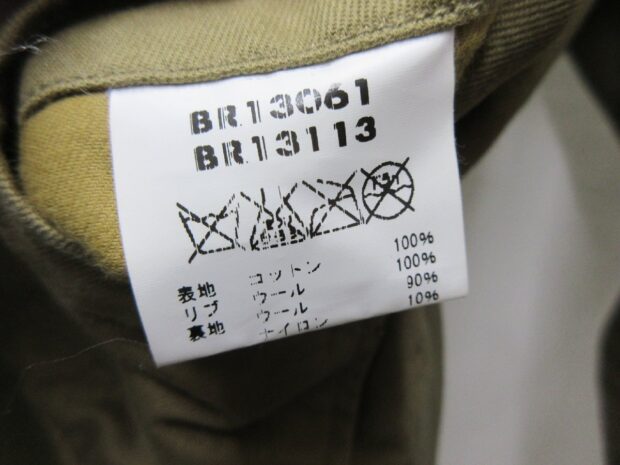 BR13061
BR13113
表地 コットン 100%
リブ ウール 100%
裏地 ウール 90%
ナイロン 10%